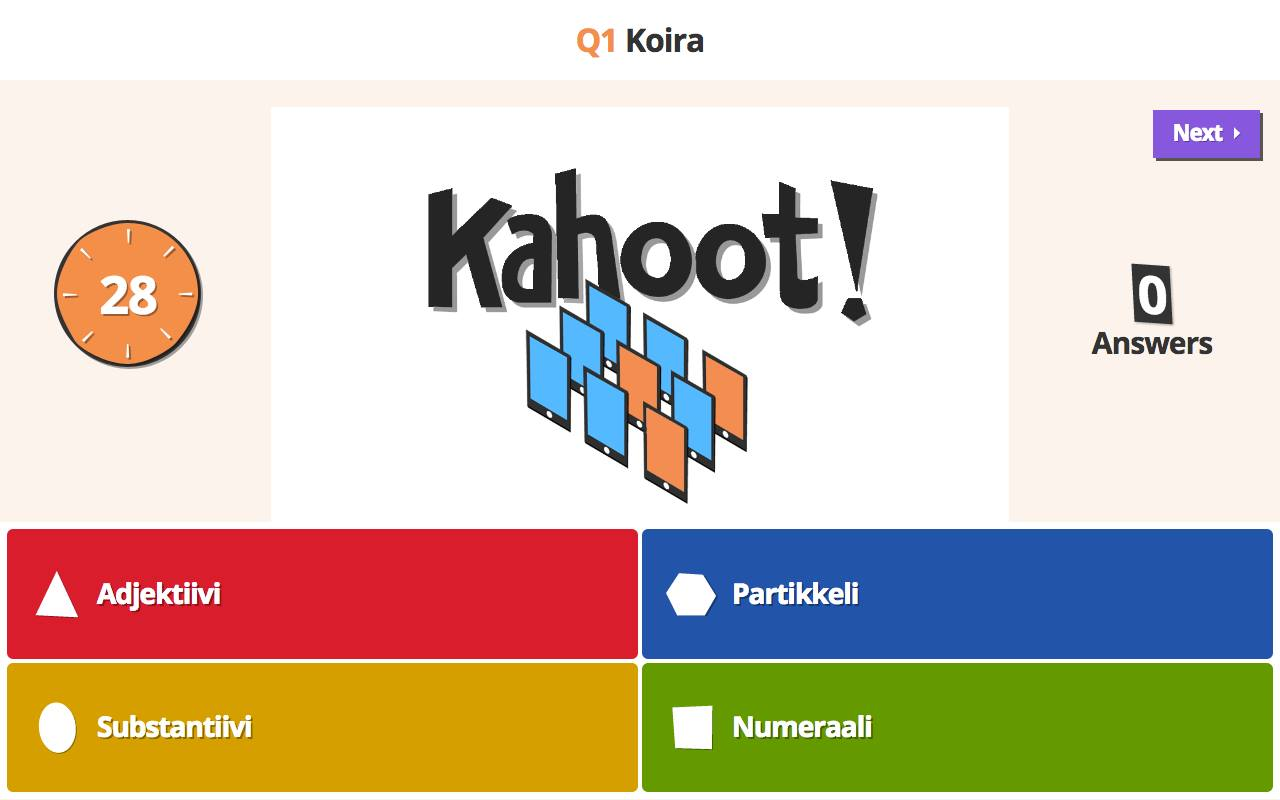 Q1 Koira
Next
Kahoot!
28
0
Answers
Adjektiivi
Partikkeli
Substantiivi
Numeraali